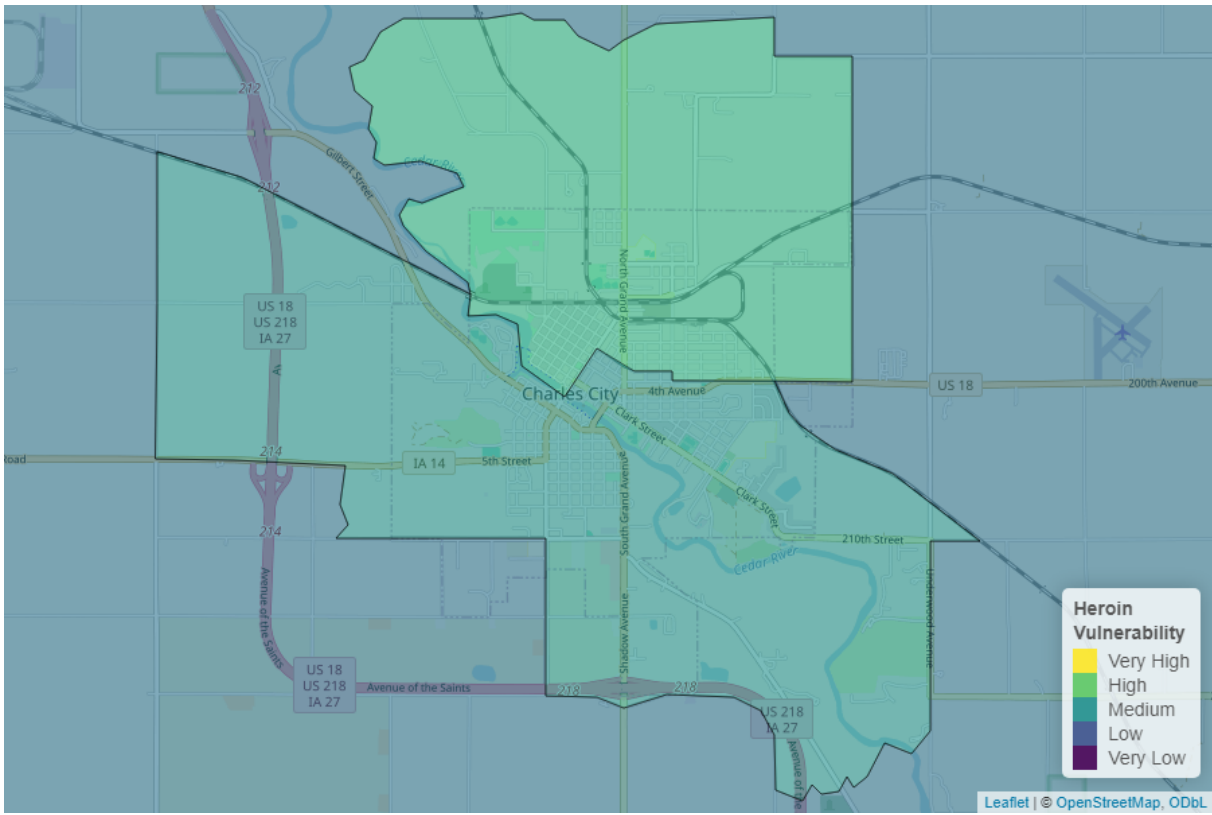 212
Gilbert Street
Cedar River
212
North Grand Avenue
US 18
US 218
IA 27
Charles City
4th Avenue
US 18
200th Avenue
Clark Street
214
Road
IA 14
5th Street
South Grand Avenue
Clark Street
214
210th Street
Cedar River
Avenue of the Saints
Shadow Avenue
Underwood Avenue
US 18
US 218
IA 27
Avenue of the Saints
218
218
US 218
IA 27
Avenue of the
Heroin
Vulnerability
Very High
High
Medium
Low
Very Low
Leaflet | © OpenStreetMap, ODbL